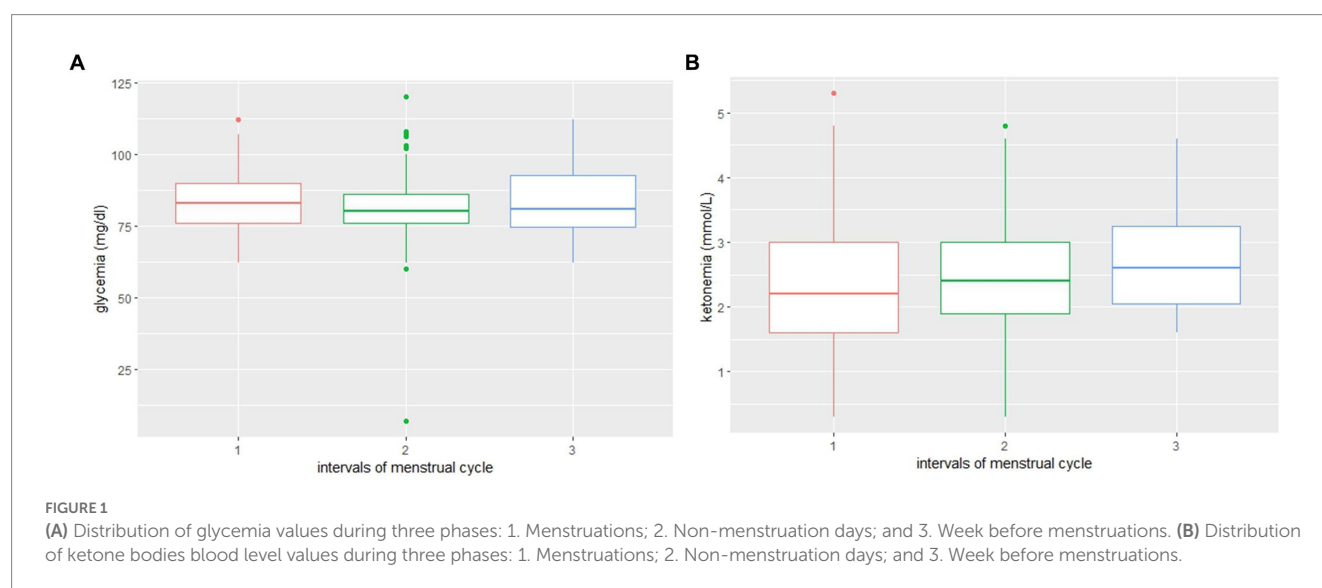 A
125
100
75
50
25
glycemia (mg/dl)
1 2 3
intervals of menstrual cycle
B
5
4
3
2
1
ketonemia (mmol/L)
1 2 3
intervals of menstrual cycle
FIGURE 1
(A) Distribution of glycemia values during three phases: 1. Menstruations; 2. Non-menstruation days; and 3. Week before menstruations. (B) Distribution
of ketone bodies blood level values during three phases: 1. Menstruations; 2. Non-menstruation days; and 3. Week before menstruations.